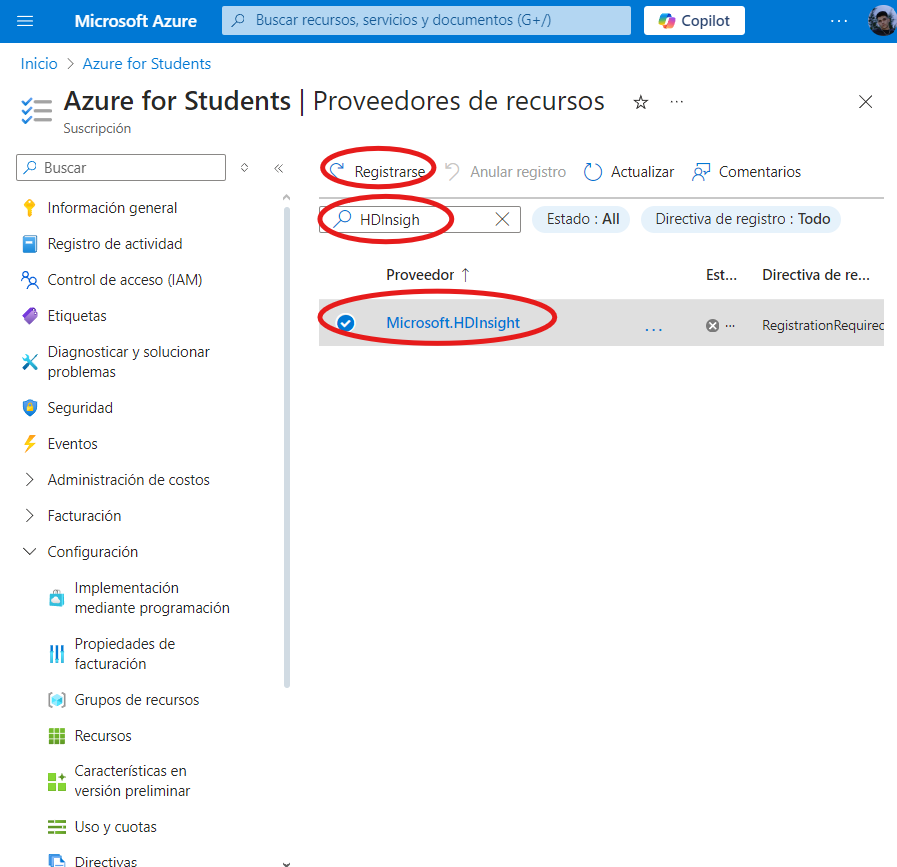 Microsoft Azure
Buscar recursos, servicios y documentos (G+/)
Copilot
...
Inicio > Azure for Students
Azure for Students | Proveedores de recursos
...
Suscripción
Buscar
«
Información general
Registro de actividad
Control de acceso (IAM)
Etiquetas
Diagnosticar y solucionar
problemas
Seguridad
Eventos
Administración de costos
Facturación
Configuración
Implementación
mediante programación
Propiedades de
facturación
Grupos de recursos
Recursos
Características en
versión preliminar
Uso y cuotas
Directivas
Registrarse
Anular registro
Actualizar
Comentarios
HDInsigh
Estado : All
Directiva de registro : Todo
Proveedor ↑
Est...
Directiva de re...
Microsoft.HDInsight
...
...
RegistrationRequired